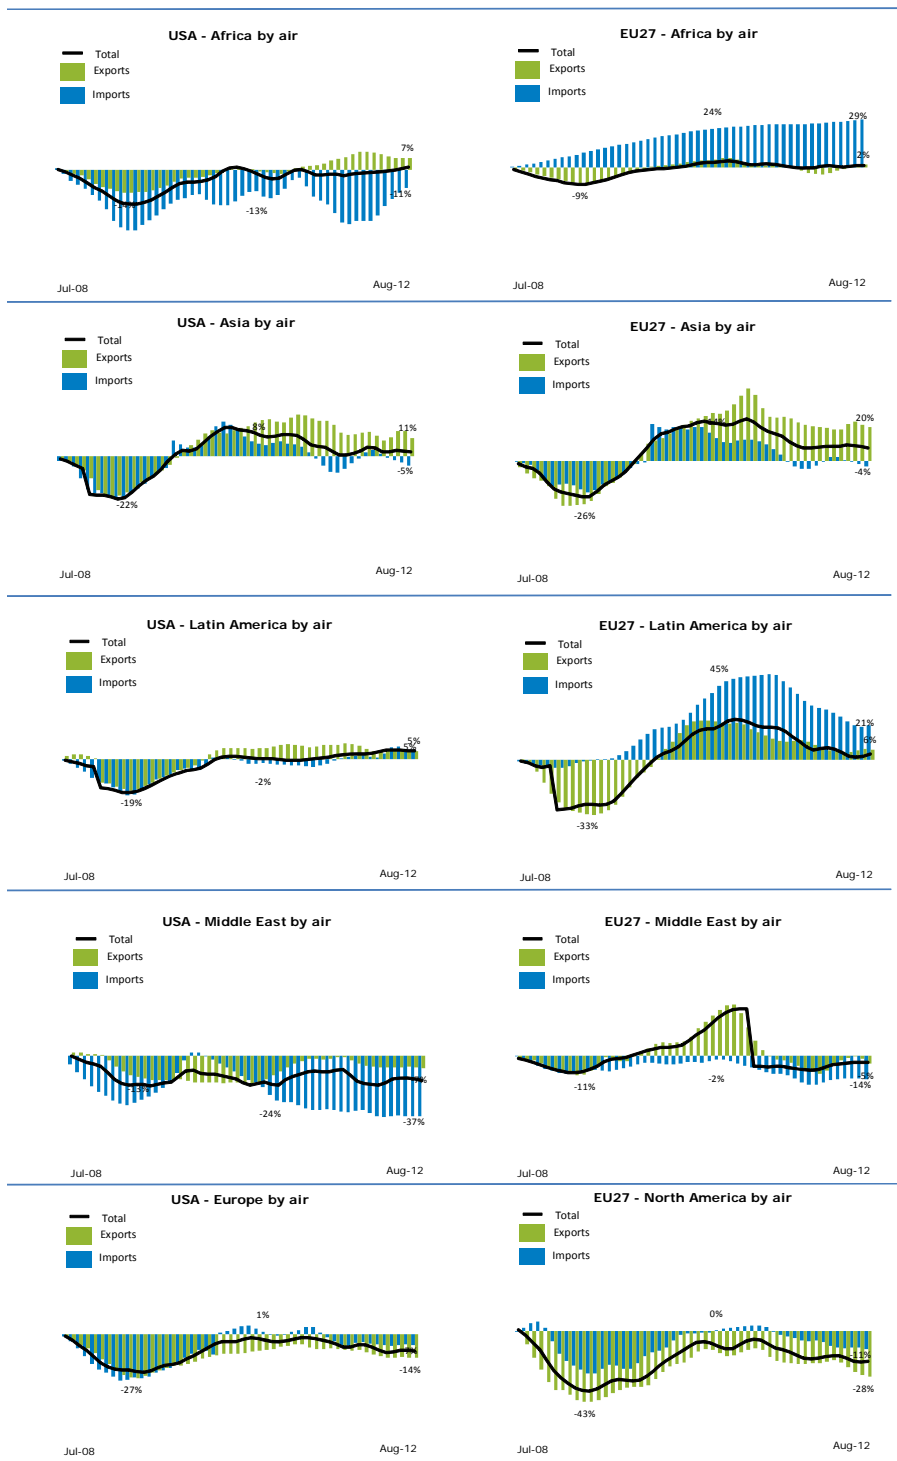 USA - Africa by air
Total
Exports
Imports
7%
-14%
-11%
-13%
Jul-08
Aug-12
EU27 - Africa by air
Total
Exports
Imports
24%
29%
2%
-9%
Jul-08
Aug-12
USA - Asia by air
Total
Exports
Imports
8%
11%
-5%
-22%
Jul-08
Aug-12
EU27 - Asia by air
Total
Exports
Imports
14%
20%
-4%
-26%
Jul-08
Aug-12
USA - Latin America by air
Total
Exports
Imports
5%
5%
-2%
-19%
Jul-08
Aug-12
EU27 - Latin America by air
Total
Exports
Imports
45%
21%
6%
-33%
Jul-08
Aug-12
USA - Middle East by air
Total
Exports
Imports
-13%
-24%
-37%
Jul-08
Aug-12
EU27 - Middle East by air
Total
Exports
Imports
-5%
-11%
-2%
-14%
Jul-08
Aug-12
USA - Europe by air
Total
Exports
Imports
1%
-14%
-27%
Jul-08
Aug-12
EU27 - North America by air
Total
Exports
Imports
0%
-11%
-28%
-43%
Jul-08
Aug-12